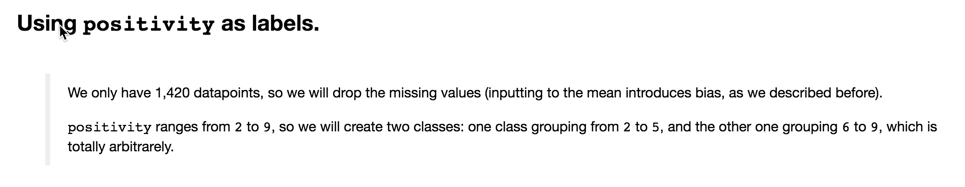 Using positivity as labels.
We only have 1,420 datapoints, so we will drop the missing values (inputting to the mean introduces bias, as we described before).
positivity ranges from 2 to 9, so we will create two classes: one class grouping from 2 to 5, and the other one grouping 6 to 9, which is
totally arbitrarely.